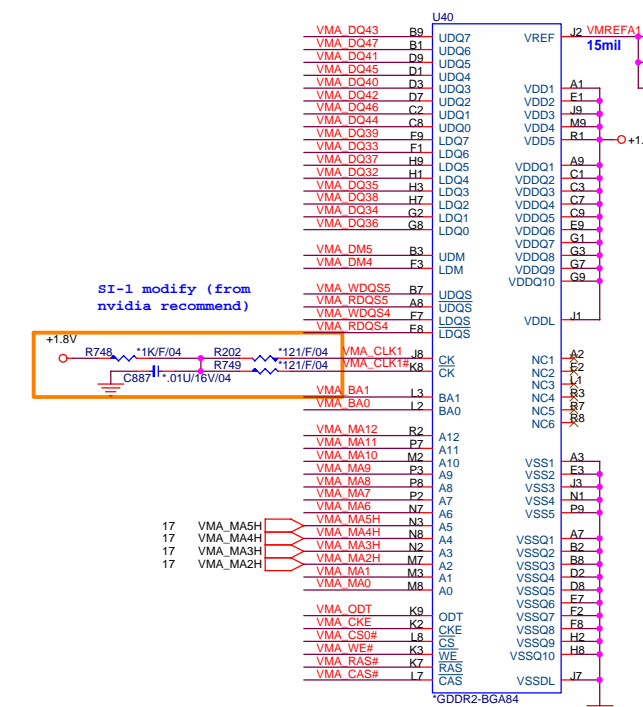 U40
VMA_DQ43 B9 UDQ7 VREF J2 VMREFA1
VMA_DQ47 B1 UDQ6 15mil
VMA_DQ41 D9 UDQ5
VMA_DQ45 D1 UDQ4
VMA_DQ40 D3 UDQ3 VDD1 A1
VMA_DQ42 D7 UDQ2 VDD2 E1
VMA_DQ46 C2 UDQ1 VDD3 J9
VMA_DQ44 C8 UDQ0 VDD4 M9
VMA_DQ39 F9 LDQ7 VDD5 R1 +1.
VMA_DQ33 F1 LDQ6
VMA_DQ37 H9 LDQ5 VDDQ1 A9
VMA_DQ32 H1 LDQ4 VDDQ2 C1
VMA_DQ35 H3 LDQ3 VDDQ3 C3
VMA_DQ38 H7 LDQ2 VDDQ4 C7
VMA_DQ34 G2 LDQ1 VDDQ5 C9
VMA_DQ36 G8 LDQ0 VDDQ6 E9
VDDQ7 G1
VMA_DM5 B3 UDM VDDQ8 G3
VMA_DM4 F3 LDM VDDQ9 G7
VDDQ10 G9
SI-1 modify (from
nvidia recommend)
VMA_WDQS5 B7 UDQS
VMA_RDQS5 A8 UDQS
VMA_WDQS4 F7 LDQS VDDL J1
VMA_RDQS4 E8 LDQS
+1.8V
R748 *1K/F/04 R202 *121/F/04 VMA_CLK1 J8 CK NC1 A2
C887 *.01U/16V/04 R749 *121/F/04 VMA_CLK1# K8 CK NC2 E2
NC3 L1
VMA_BA1 L3 BA1 NC4 R3
VMA_BA0 L2 BA0 NC5 R7
NC6 R8
VMA_MA12 R2 A12
VMA_MA11 P7 A11
VMA_MA10 M2 A10 VSS1 A3
VMA_MA9 P3 A9 VSS2 E3
VMA_MA8 P8 A8 VSS3 J3
VMA_MA7 P2 A7 VSS4 N1
VMA_MA6 N7 A6 VSS5 P9
17 VMA_MA5H VMA_MA5H N3 A5
17 VMA_MA4H VMA_MA4H N8 A4 VSSQ1 A7
17 VMA_MA3H VMA_MA3H N2 A3 VSSQ2 B2
17 VMA_MA2H VMA_MA2H M7 A2 VSSQ3 B8
VMA_MA1 M3 A1 VSSQ4 D2
VMA_MA0 M8 A0 VSSQ5 D8
VSSQ6 E7
VMA_ODT K9 ODT VSSQ7 F2
VMA_CKE K2 CKE VSSQ8 F8
VMA_CS0# L8 CS VSSQ9 H2
VMA_WE# K3 WE VSSQ10 H8
VMA_RAS# K7 RAS
VMA_CAS# L7 CAS VSSDL J7
*GDDR2-BGA84